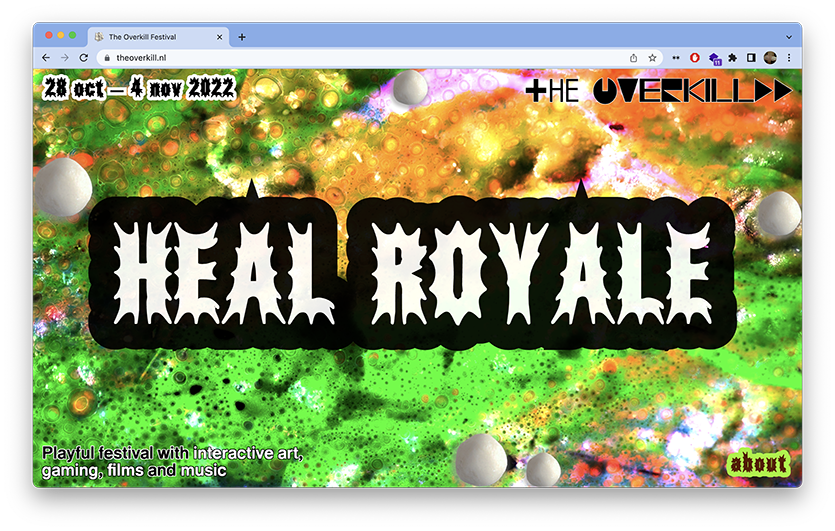 The Overkill Festival
theoverkill.nl
11
28 oct – 4 nov 2022
THE OVERKILL
HEAL ROYALE
Playful festival with interactive art,
gaming, films and music
about